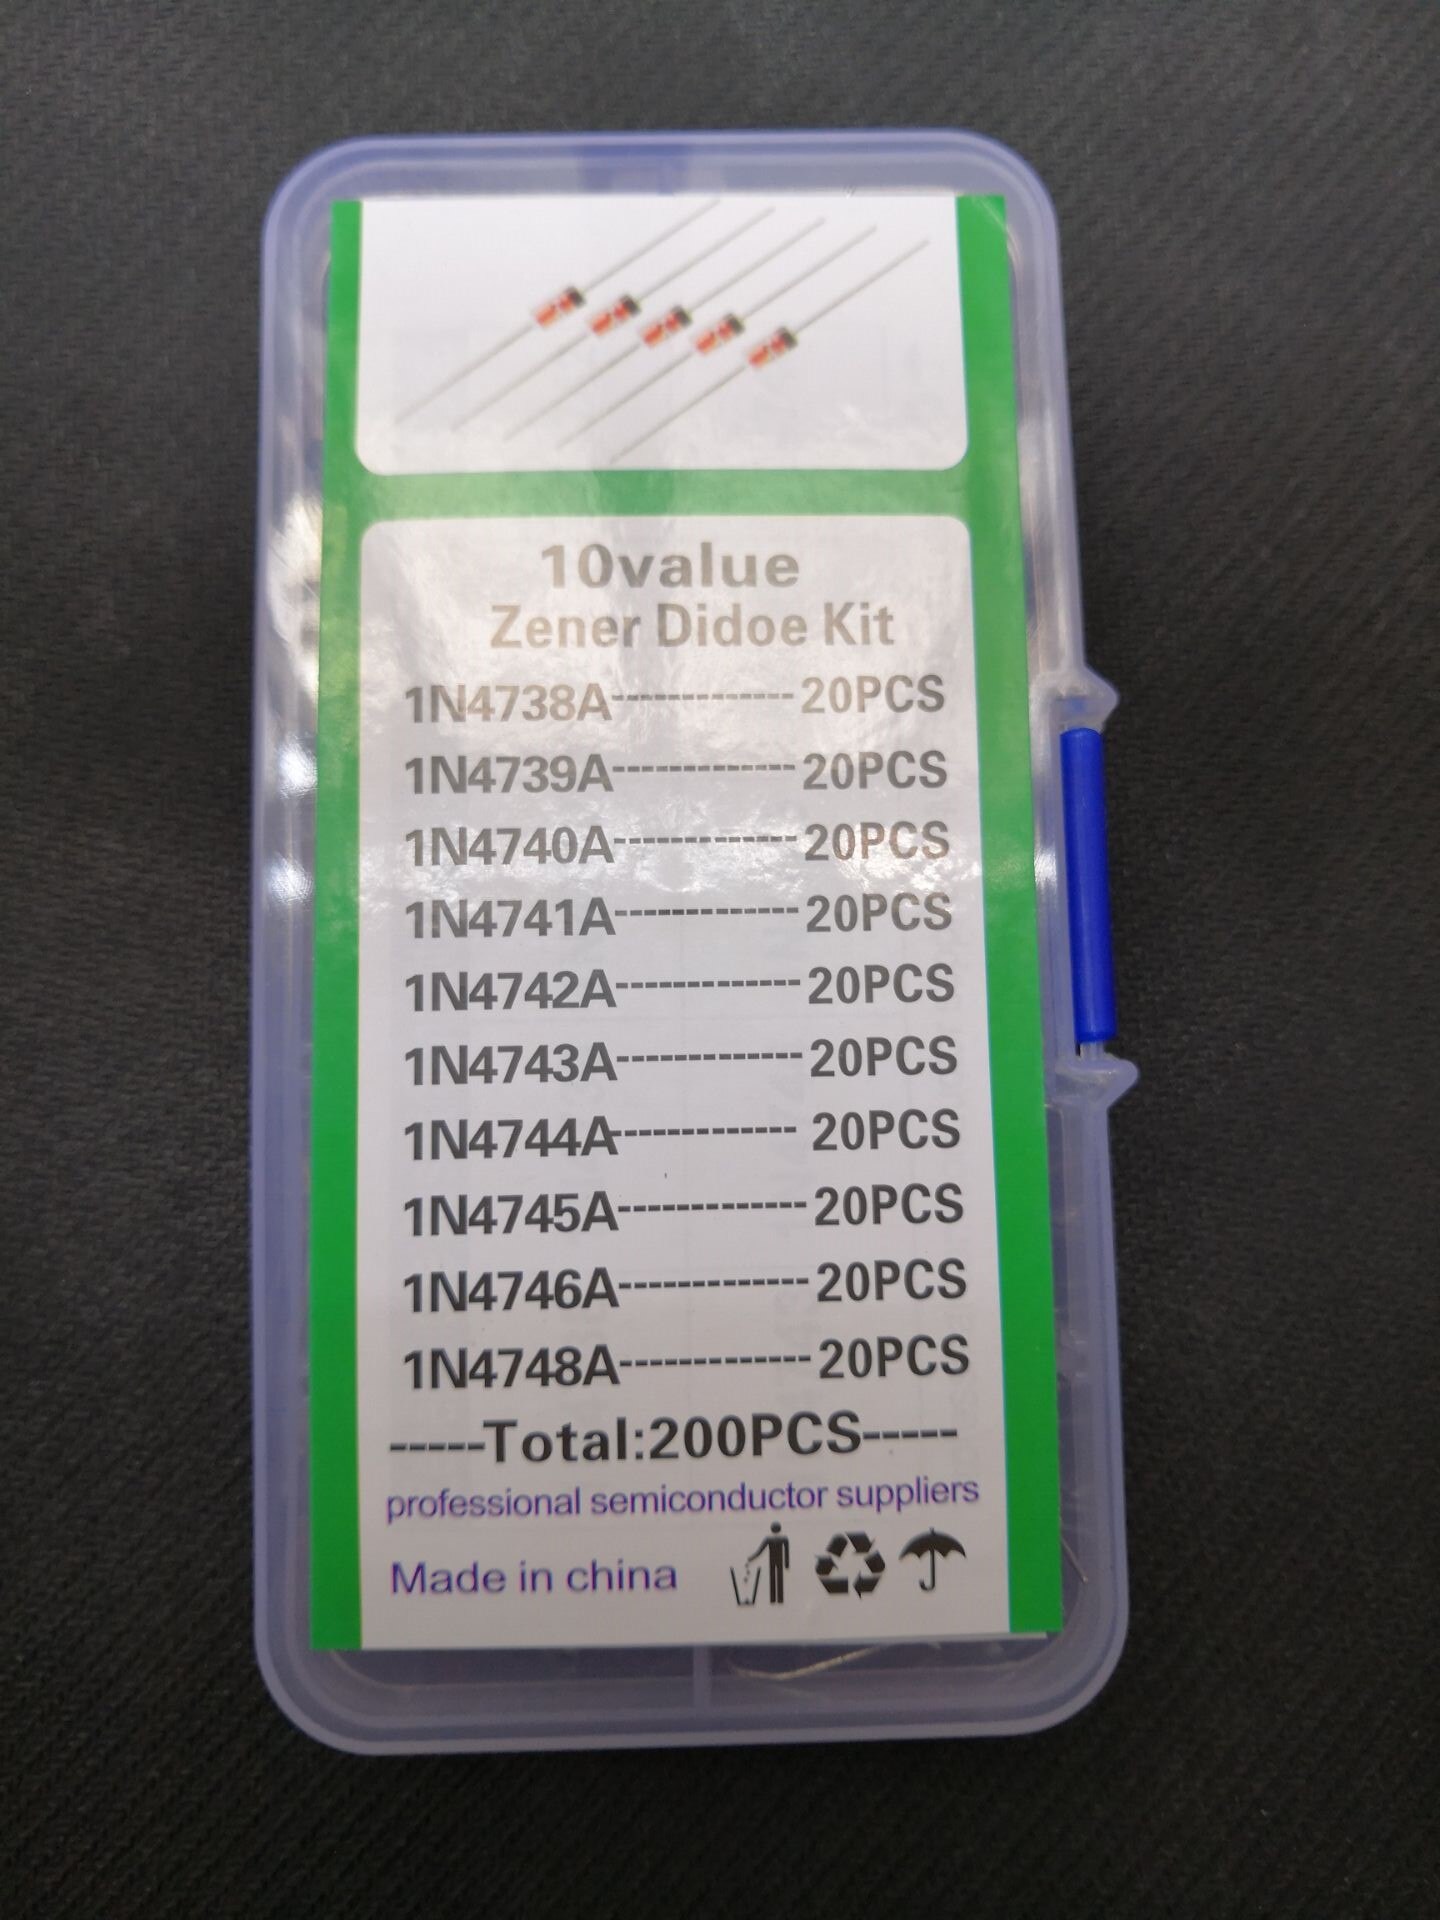 10value
Zener Didoe Kit
1N4738A-------------20PCS
1N4739A-------------20PCS
1N4740A-------------20PCS
1N4741A-------------20PCS
1N4742A-------------20PCS
1N4743A-------------20PCS
1N4744A-------------20PCS
1N4745A-------------20PCS
1N4746A-------------20PCS
1N4748A-------------20PCS
-----Total:200PCS-----
professional semiconductor suppliers
Made in china